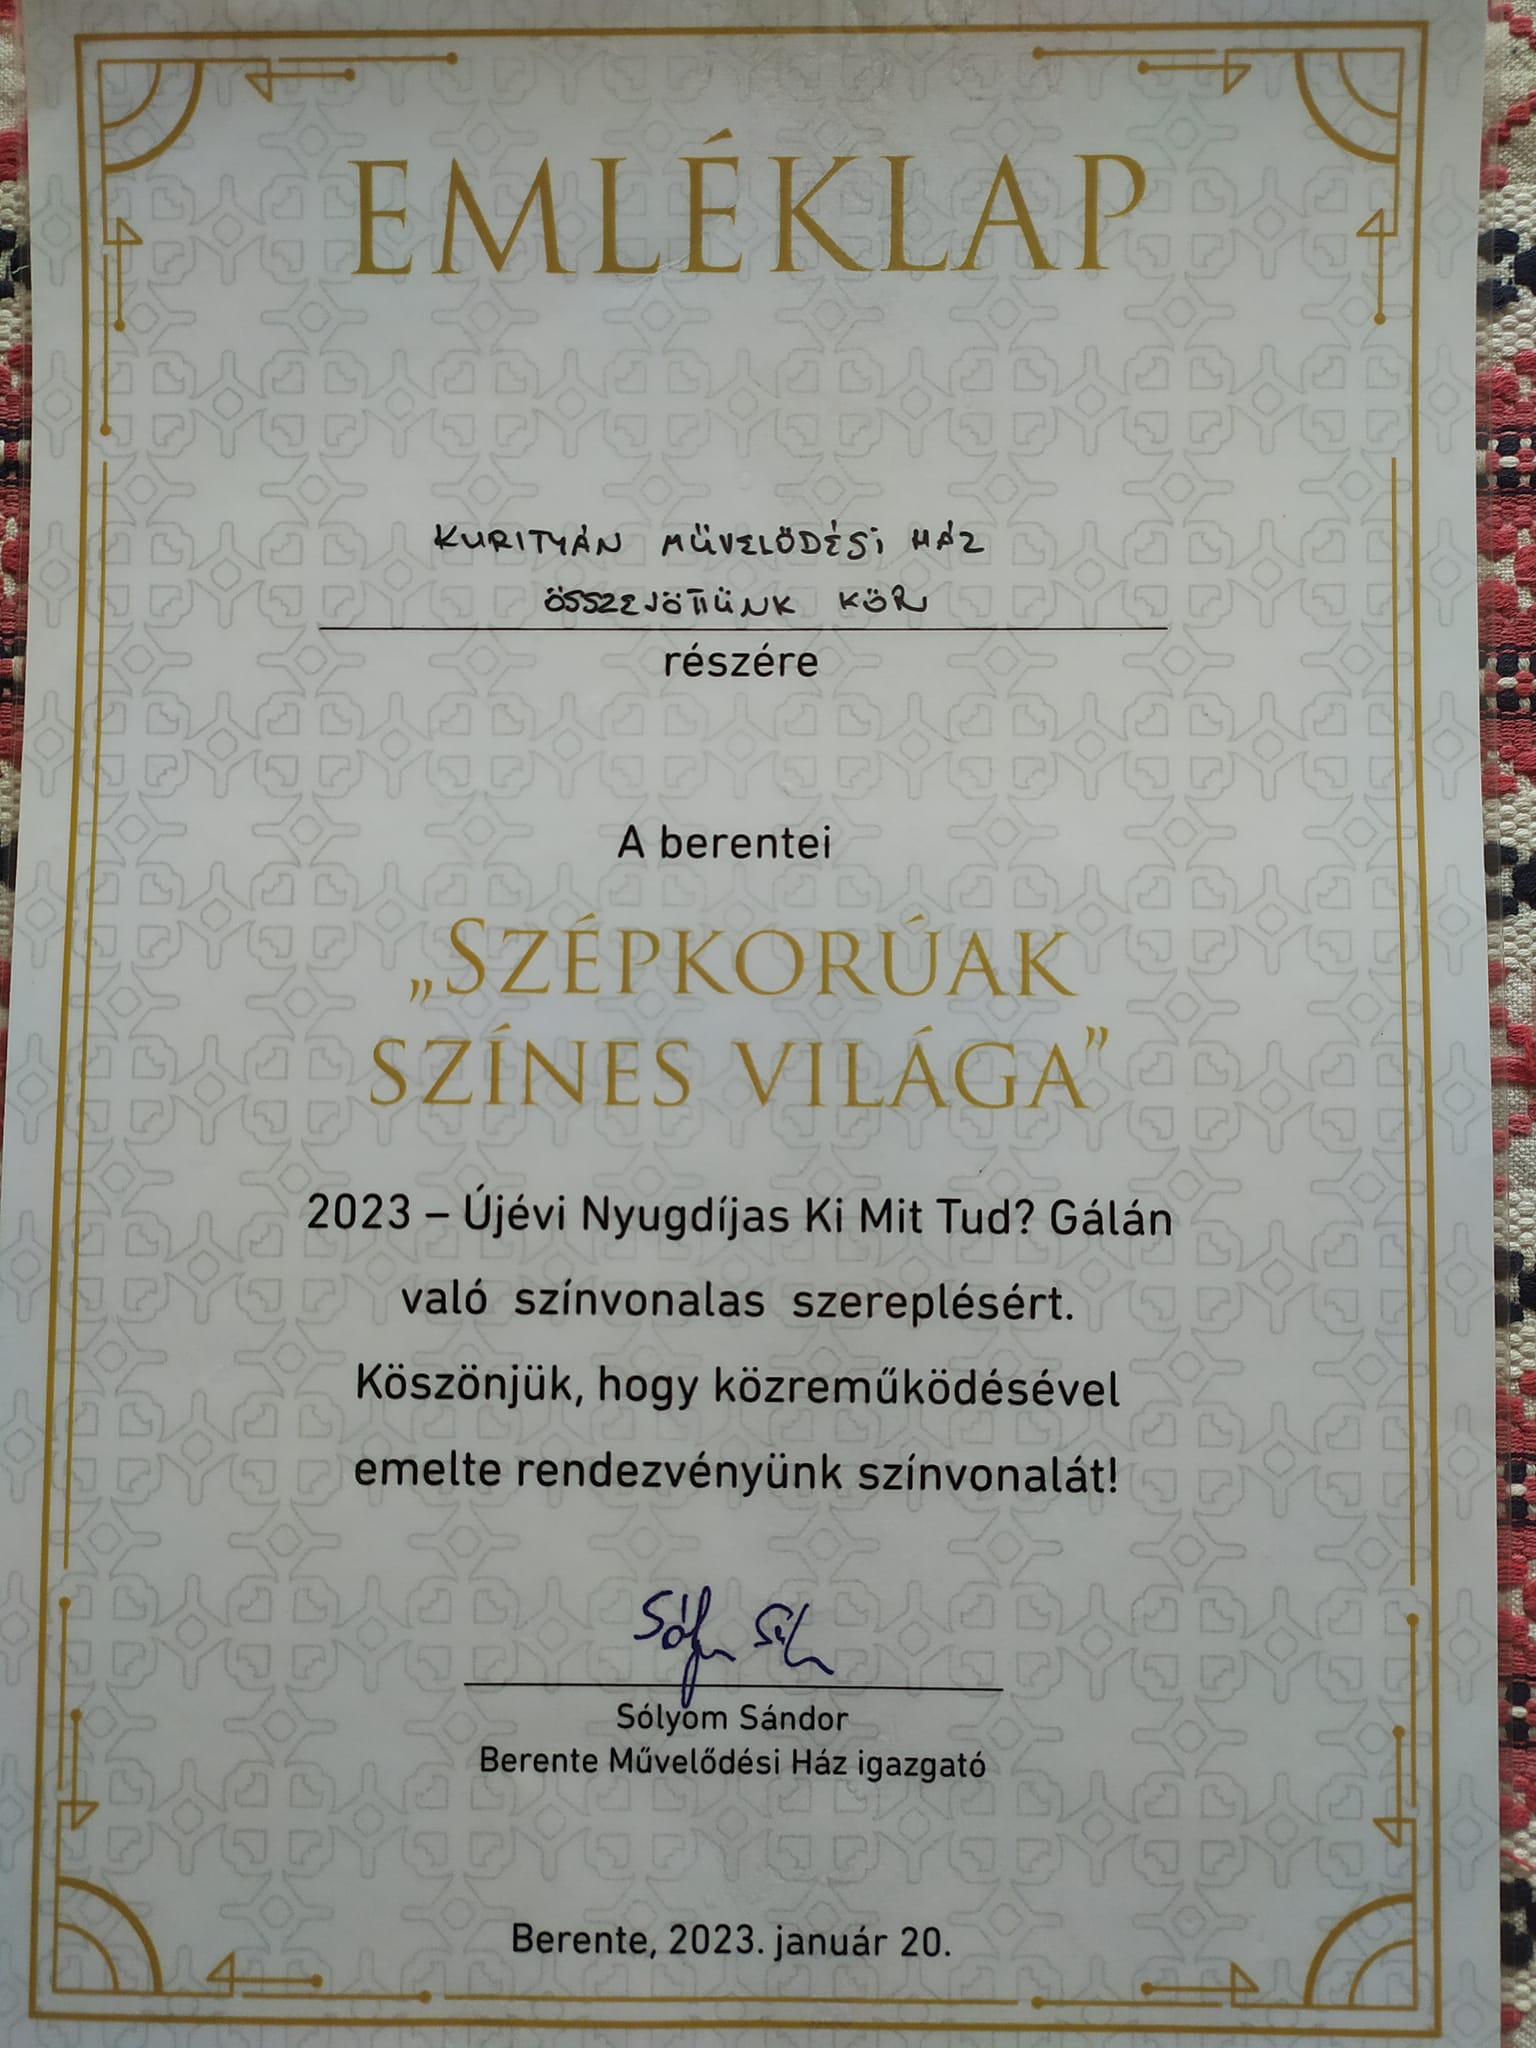 EMLÉKLAP
KURITYÁN MŰVELŐDÉSI HÁZ
ÖSSZEJÖTTÜNK KÖR
részére
A berentei
„SZÉPKORÚAK
SZÍNES VILÁGA”
2023 – Újévi Nyugdíjas Ki Mit Tud? Gálán
való színvonalas szereplésért.
Köszönjük, hogy közreműködésével
emelte rendezvényünk színvonalát!
Sólyom Sándor
Berente Művelődési Ház igazgató
Berente, 2023. január 20.